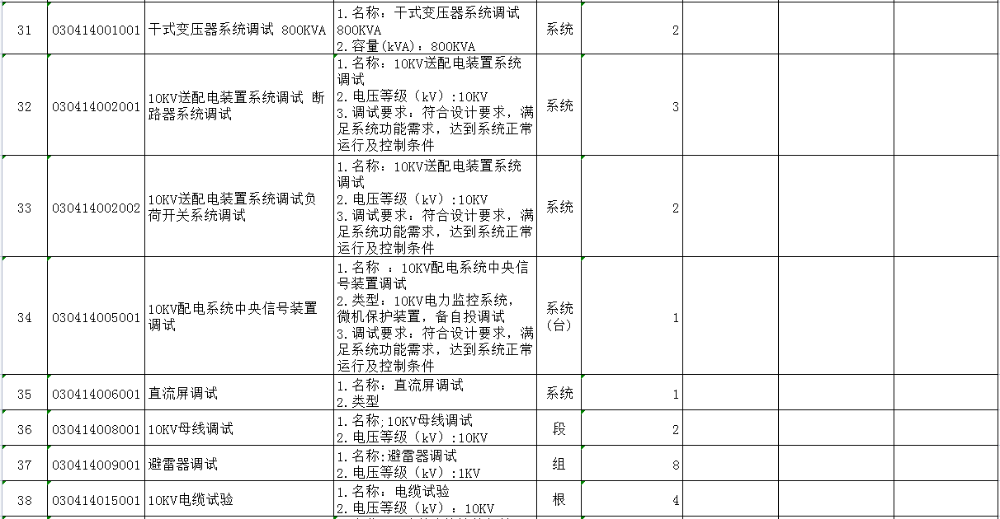 31 030414001001 干式变压器系统调试 800KVA 系统 2
1.名称：干式变压器系统调试
800KVA
2.容量(kVA)：800KVA
32 030414002001 10KV送配电装置系统调试 断
路器系统调试 系统 3
1.名称：10KV送配电装置系统
调试
2.电压等级（kV）:10KV
3.调试要求：符合设计要求，满
足系统功能需求，达到系统正常
运行及控制条件
33 030414002002 10KV送配电装置系统调试负
荷开关系统调试 系统 2
1.名称：10KV送配电装置系统
调试
2.电压等级（kV）:10KV
3.调试要求：符合设计要求，满
足系统功能需求，达到系统正常
运行及控制条件
34 030414005001 10KV配电系统中央信号装置
调试 系统
(台) 1
1.名称 ：10KV配电系统中央信
号装置调试
2.类型：10KV电力监控系统，
微机保护装置，备自投调试
3.调试要求：符合设计要求，满
足系统功能需求，达到系统正常
运行及控制条件
35 030414006001 直流屏调试 系统 1
1.名称：直流屏调试
2.类型
36 030414008001 10KV母线调试 段 2
1.名称;10KV母线调试
2.电压等级（kV）:10KV
37 030414009001 避雷器调试 组 8
1.名称:避雷器调试
2.电压等级（kV）:1KV
38 030414015001 10KV电缆试验 根 4
1.名称：电缆试验
2.电压等级（kV）：10KV